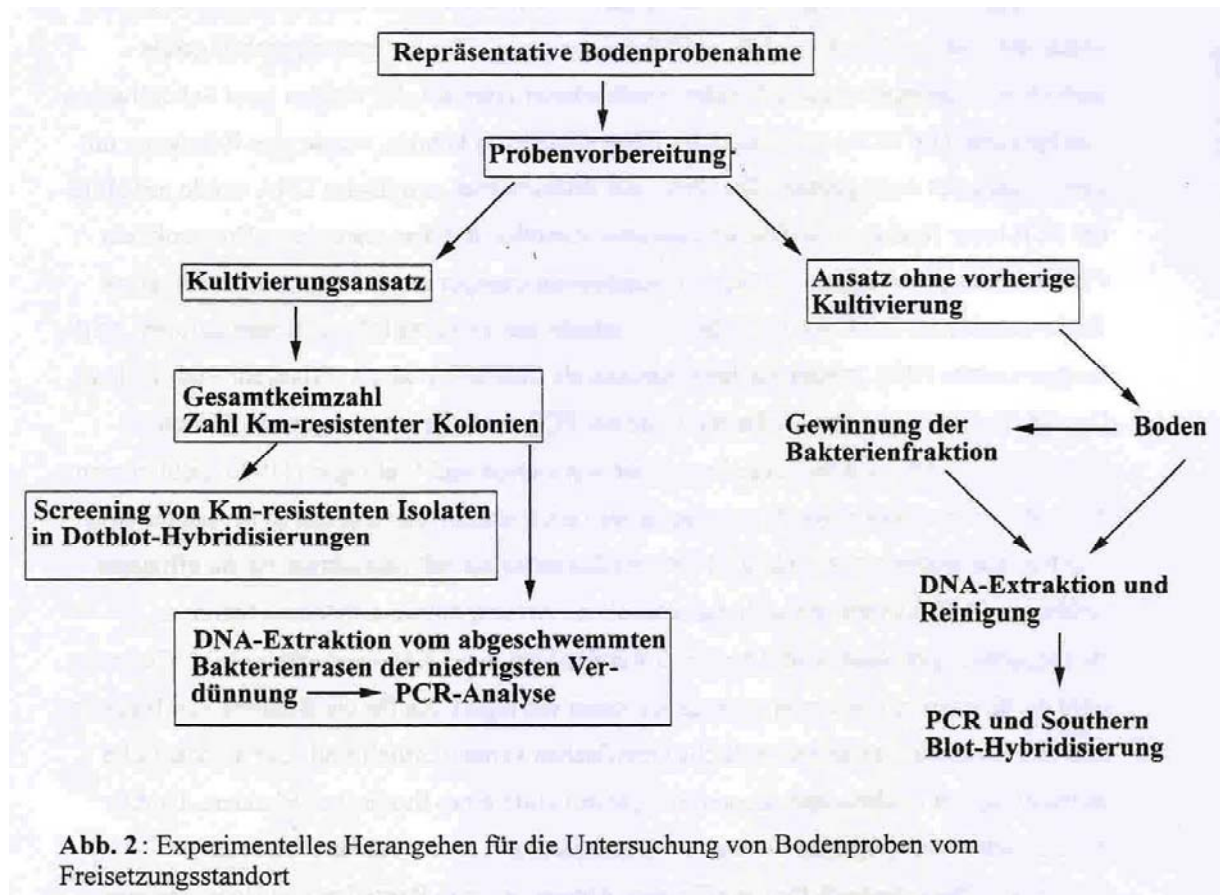 Repräsentative Bodenprobenahme
Probenvorbereitung-
Kultivierungsansatz
Ansatz ohne vorherige
Kultivierung
Gesamtkeimzahl
Zahl Km-resistenter Kolonien
Gewinnung der
Bakterienfraktion
Boden
Screening von Km-resistenten Isolaten
in Dotblot-Hybridisierungen
DNA-Extraktion und
Reinigung
DNA-Extraktion vom abgeschwemmten
Bakterienrasen der niedrigsten Ver-
dünnung PCR-Analyse
PCR und Southern
Blot-Hybridisierung
Abb. 2: Experimentelles Herangehen für die Untersuchung von Bodenproben vom
Freisetzungsstandort